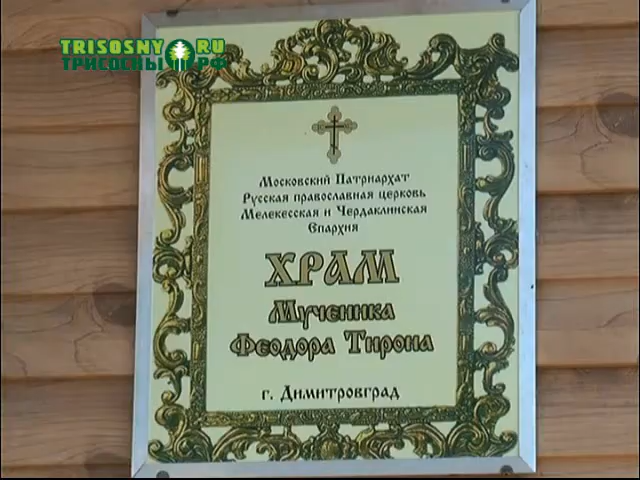 TRISOSNY.RU
ТРИСОСНЫ.РФ
Московский Патриархат
Русская православная церковь
Мелекесская и Чердаклинская
Епархия
ХРАМ
Мученика
Феодора Тирона
г. Димитровград